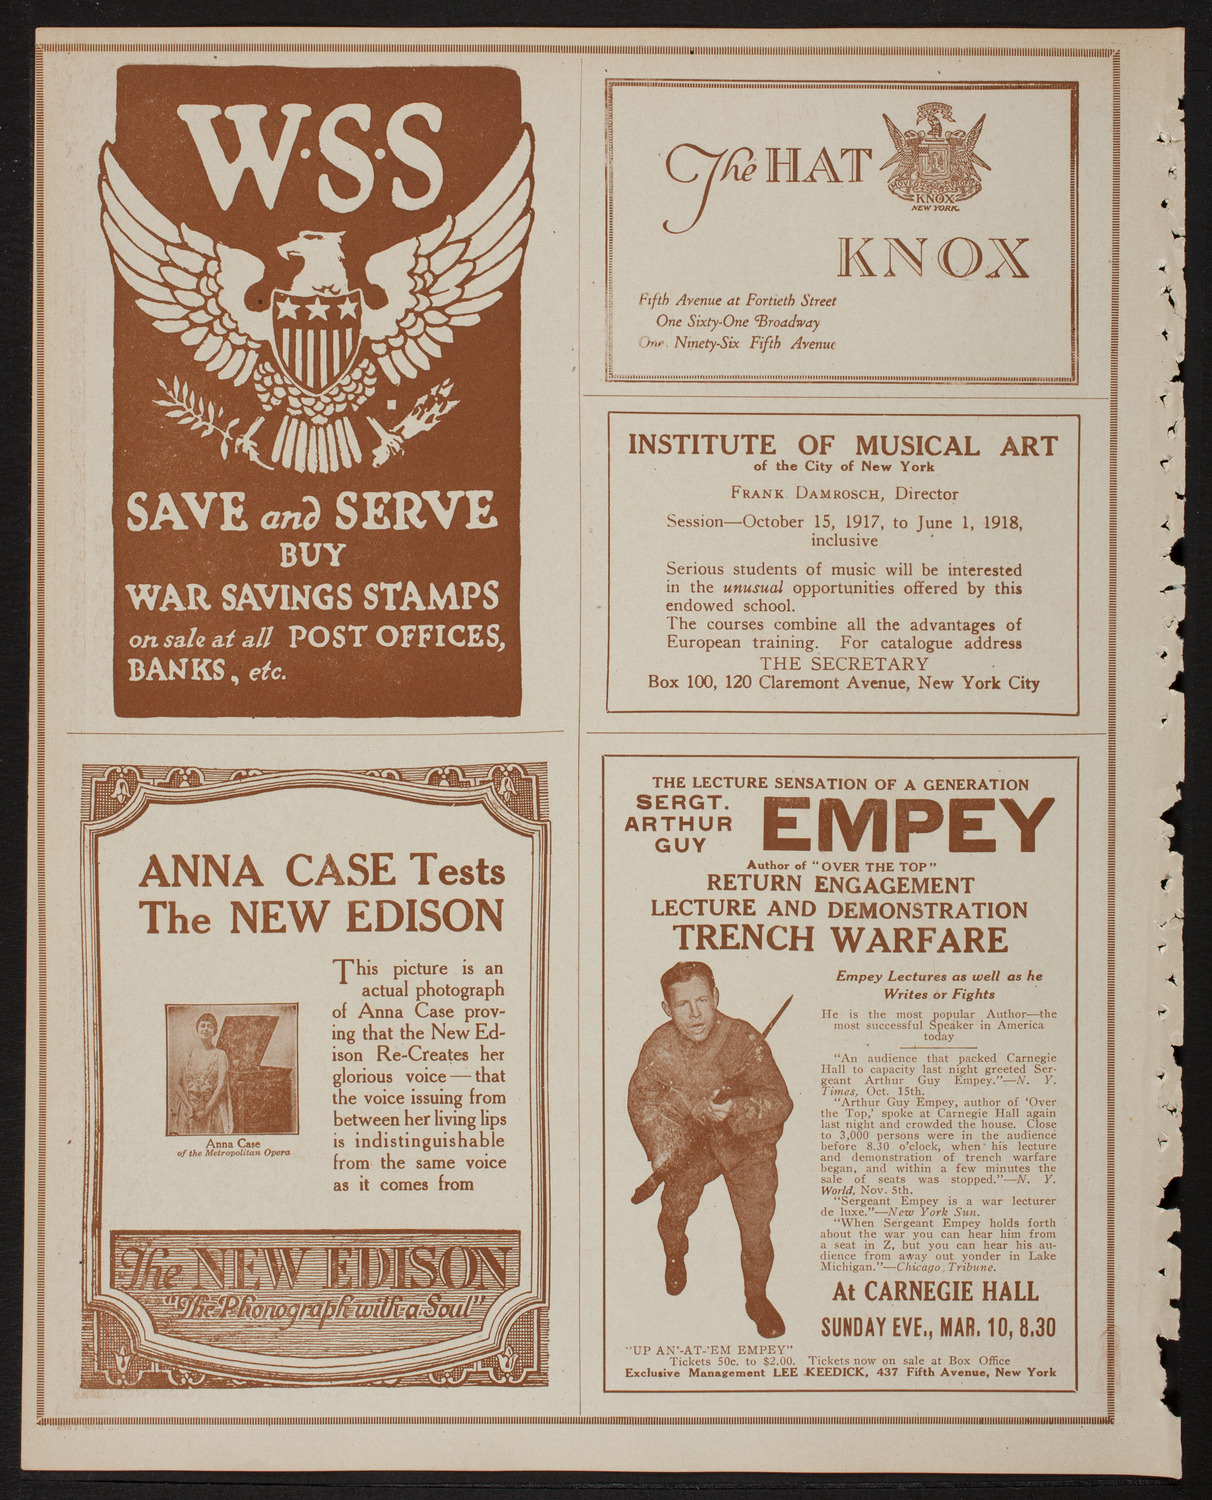 W·S·S
SAVE and SERVE
BUY
WAR SAVINGS STAMPS
on sale at all POST OFFICES,
BANKS, etc.
The HAT
REGISTERED
KNOX
NEW YORK
KNOX
Fifth Avenue at Fortieth Street
One Sixty-One Broadway
One Ninety-Six Fifth Avenue
INSTITUTE OF MUSICAL ART
of the City of New York
FRANK DAMROSCH, Director
Session—October 15, 1917, to June 1, 1918,
inclusive
Serious students of music will be interested
in the unusual opportunities offered by this
endowed school.
The courses combine all the advantages of
European training. For catalogue address
THE SECRETARY
Box 100, 120 Claremont Avenue, New York City
ANNA CASE Tests
The NEW EDISON
This picture is an
actual photograph
of Anna Case prov-
ing that the New Ed-
ison Re-Creates her
glorious voice—that
the voice issuing from
between her living lips
is indistinguishable
from the same voice
as it comes from
Anna Case
of the Metropolitan Opera
The NEW EDISON
"The Phonograph with a Soul"
THE LECTURE SENSATION OF A GENERATION
SERGT.
ARTHUR
GUY
EMPEY
Author of "OVER THE TOP"
RETURN ENGAGEMENT
LECTURE AND DEMONSTRATION
TRENCH WARFARE
Empey Lectures as well as he
Writes or Fights
He is the most popular Author—the
most successful Speaker in America
today
"An audience that packed Carnegie
Hall to capacity last night greeted Ser-
geant Arthur Guy Empey."—N. Y.
Times, Oct. 15th.
"Arthur Guy Empey, author of 'Over
the Top,' spoke at Carnegie Hall again
last night and crowded the house. Close
to 3,000 persons were in the audience
before 8.30 o'clock, when his lecture
and demonstration of trench warfare
began, and within a few minutes the
sale of seats was stopped."—N. Y.
World, Nov. 5th.
"Sergeant Empey is a war lecturer
de luxe."—New York Sun.
"When Sergeant Empey holds forth
about the war you can hear him from
a seat in Z, but you can hear his au-
dience from away out yonder in Lake
Michigan."—Chicago Tribune.
At CARNEGIE HALL
SUNDAY EVE., MAR. 10, 8.30
"UP AN'-AT-'EM EMPEY"
Tickets 50c. to $2.00. Tickets now on sale at Box Office
Exclusive Management LEE KEEDICK, 437 Fifth Avenue, New York